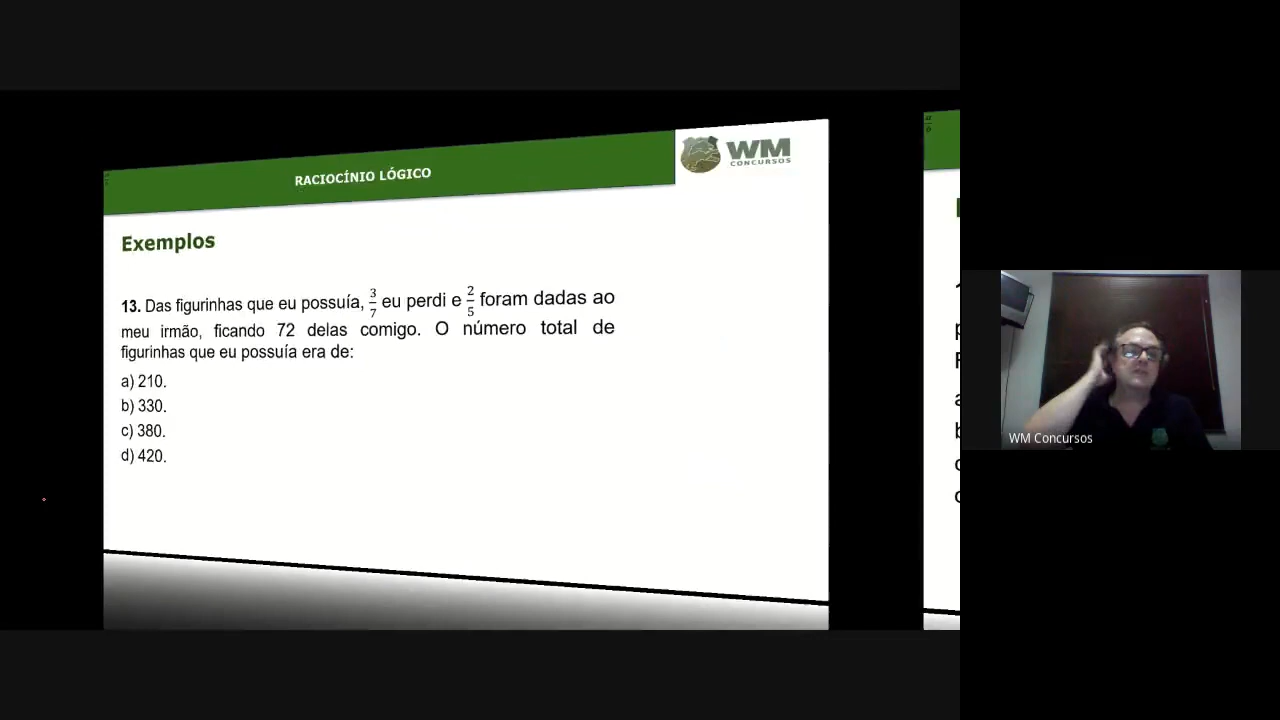 RACIOCÍNIO LÓGICO
WM
CONCURSOS
Exemplos
13. Das figurinhas que eu possuía, 3/7 eu perdi e 2/5 foram dadas ao
meu irmão, ficando 72 delas comigo. O número total de
figurinhas que eu possuía era de:
a) 210.
b) 330.
c) 380.
d) 420.
WM Concursos